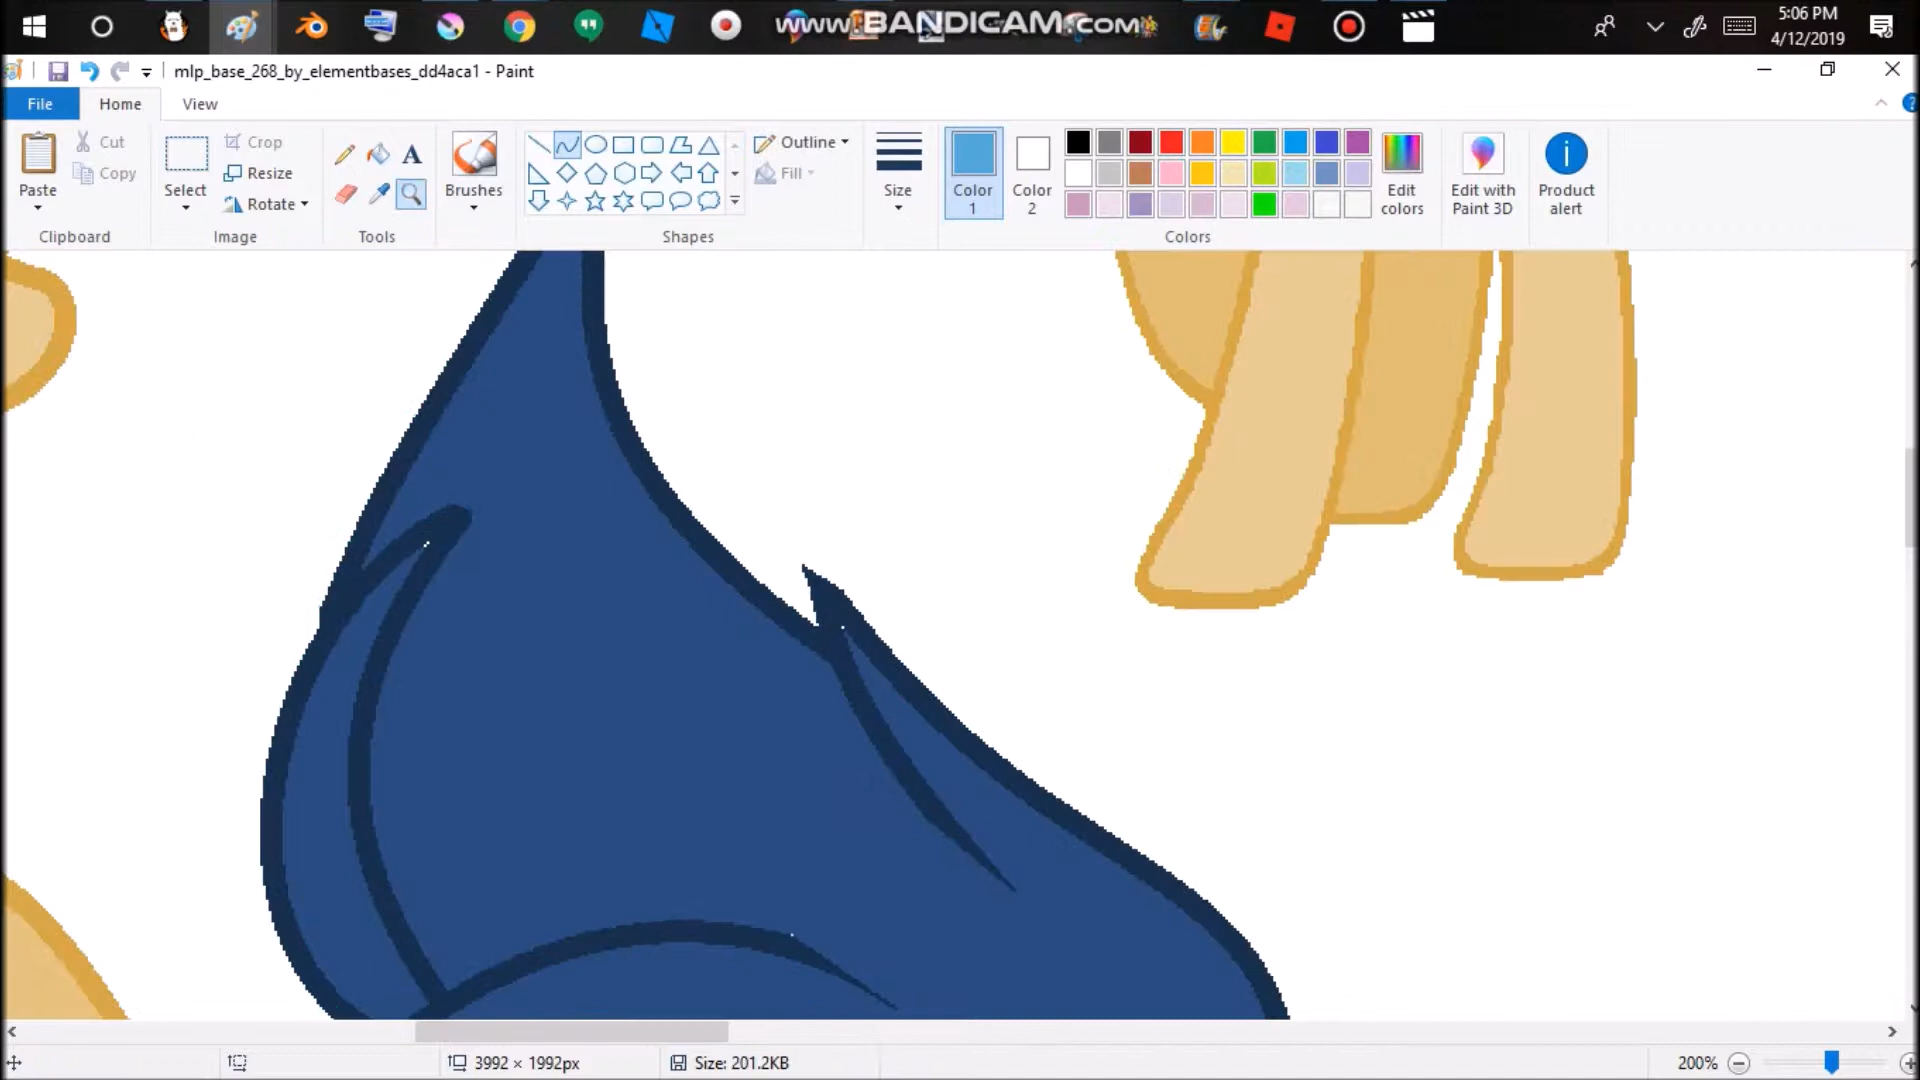 www.BANDICAM.com
5:06 PM
4/12/2019
mlp_base_268_by_elementbases_dd4aca1 - Paint
File
Home
View
Paste
Cut
Copy
Clipboard
Select
Crop
Resize
Rotate
Image
A
Tools
Brushes
Outline
Fill
Shapes
Size
Color 1
Color 2
Edit colors
Colors
Edit with Paint 3D
Product alert
3992 × 1992px
Size: 201.2KB
200%